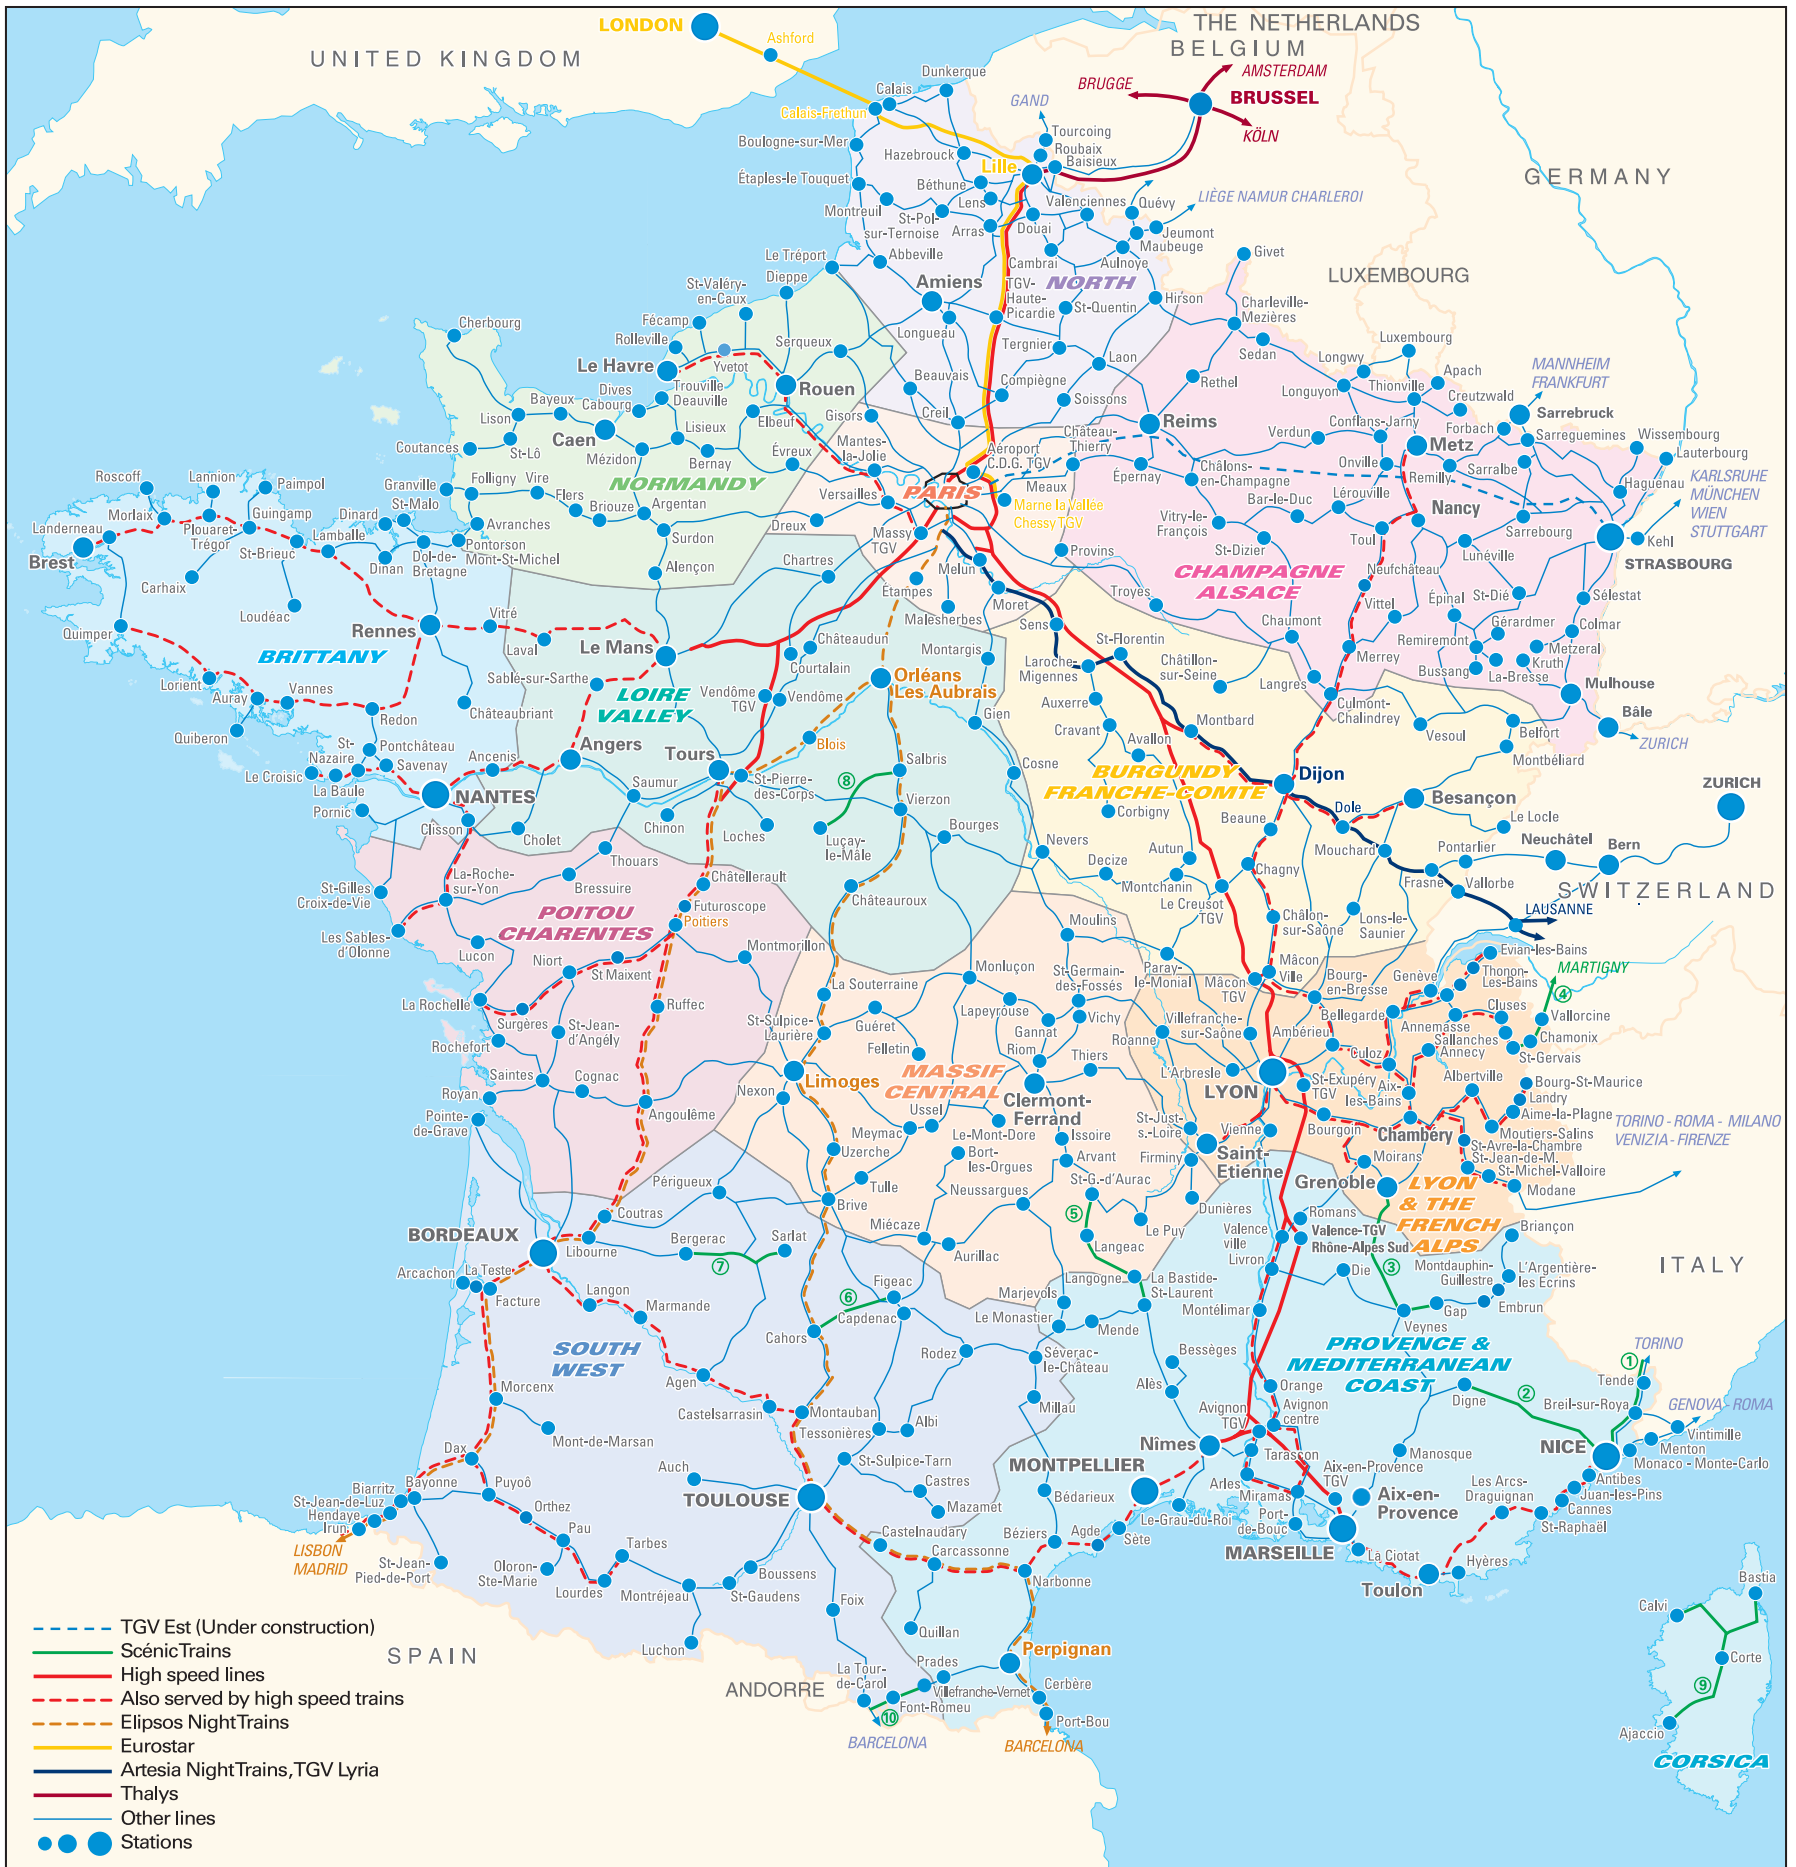 LONDON
Ashford
UNITED KINGDOM
THE NETHERLANDS
BELGIUM
AMSTERDAM
BRUGGE
BRUSSEL
KÖLN
GERMANY
Dunkerque
Calais
Calais-Frethun
GAND
Tourcoing
Roubaix
Baisieux
Boulogne-sur-Mer
Hazebrouck
Lille
Étaples-le Touquet
Béthune
Lens
Valenciennes
Quévy
LIÈGE NAMUR CHARLEROI
Montreuil
St-Pol-
sur-Ternoise
Arras
Douai
Jeumont
Maubeuge
Le Tréport
Abbeville
Cambrai
Aulnoye
Givet
LUXEMBOURG
Dieppe
Amiens
NORTH
TGV-
Haute-
Picardie
St-Quentin
Hirson
Charleville-
Mezières
St-Valéry-
en-Caux
Fécamp
Rolleville
Serqueux
Longueau
Tergnier
Laon
Sedan
Longwy
Luxembourg
Cherbourg
Le Havre
Yvetot
Rouen
Beauvais
Compiègne
Rethel
Longuyon
Thionville
Apach
MANNHEIM
FRANKFURT
Creutzwald
Dives
Cabourg
Trouville
Deauville
Bayeux
Lison
Gisors
Creil
Soissons
Reims
Verdun
Conflans-Jarny
Forbach
Sarrebruck
Sarreguemines
Wissembourg
Lauterbourg
Coutances
St-Lô
Caen
Lisieux
Elbeuf
Mézidon
Bernay
Évreux
Mantes-
la-Jolie
Aéroport
C.D.G. TGV
Château-
Thierry
Metz
Onville
Remilly
Sarralbe
Haguenau
KARLSRUHE
MÜNCHEN
WIEN
STUTTGART
Roscoff
Lannion
Paimpol
Granville
Folligny
Vire
Flers
Briouze
NORMANDY
Argentan
Versailles
PARIS
Meaux
Marne la Vallée
Chessy TGV
Épernay
Châlons-
en-Champagne
Bar-le-Duc
Lérouville
Nancy
Morlaix
St-Malo
Dinard
Landerneau
Brest
Plouaret-
Trégor
Guingamp
St-Brieuc
Lamballe
Dinan
Dol-de-
Bretagne
Avranches
Pontorson
Mont-St-Michel
Surdon
Dreux
Massy
TGV
Vitry-le-
François
St-Dizier
Toul
Lunéville
Sarrebourg
Kehl
STRASBOURG
Carhaix
Loudéac
Alençon
Chartres
Étampes
Melun
Provins
CHAMPAGNE
ALSACE
Neufchâteau
Moret
Malesherbes
Troyes
Vittel
Épinal
St-Dié
Sélestat
Quimper
Rennes
Vitré
Laval
Le Mans
Châteaudun
Courtalain
Montargis
Sens
St-Florentin
Chaumont
Remiremont
Gérardmer
Colmar
Metzeral
Kruth
La-Bresse
Bussang
BRITTANY
Lorient
Auray
Vannes
Sablé-sur-Sarthe
LOIRE
VALLEY
Vendôme
TGV
Vendôme
Orléans
Les Aubrais
Laroche-
Migennes
Châtillon-
sur-Seine
Merrey
Langres
Culmont-
Chalindrey
Mulhouse
Quiberon
Redon
Châteaubriant
Gien
Auxerre
Cravant
Avallon
Montbard
Vesoul
Belfort
Montbéliard
Bâle
ZURICH
ZURICH
St-
Nazaire
Pontchâteau
Savenay
Ancenis
Angers
Tours
Blois
Salbris
Cosne
BURGUNDY
FRANCHE-COMTE
Dijon
Le Croisic
La Baule
Pornic
NANTES
Saumur
St-Pierre-
des-Corps
8
Vierzon
Corbigny
Dole
Besançon
Le Locle
Neuchâtel
Bern
Clisson
Cholet
Chinon
Loches
Luçay-
le-Mâle
Bourges
Nevers
Beaune
Mouchard
Pontarlier
Thouars
Decize
Autun
Montchanin
Chagny
Frasne
Vallorbe
SWITZERLAND
St-Gilles
Croix-de-Vie
La-Roche-
sur-Yon
Bressuire
Châtellerault
Châteauroux
Le Creusot
TGV
Lons-le-
Saunier
LAUSANNE
POITOU
CHARENTES
Futuroscope
Poitiers
Moulins
Châlon-
sur-Saône
Les Sables-
d'Olonne
Lucon
Niort
St Maixent
Montmorillon
Paray-
le-Monial
Mâcon
Ville
Mâcon
TGV
Bourg-
en-Bresse
Evian-les-Bains
Genève
Thonon-
Les-Bains
MARTIGNY
4
La Rochelle
Surgères
St-Jean-
d'Angély
Ruffec
La Souterraine
Monluçon
St-Germain-
des-Fossés
Lapeyrouse
Vichy
Villefranche-
sur-Saône
Ambérieu
Bellegarde
Annemasse
Cluses
Vallorcine
Rochefort
St-Sulpice-
Laurière
Guéret
Gannat
Felletin
Riom
Roanne
Culoz
Sallanches
Annecy
Chamonix
St-Gervais
Saintes
Cognac
Limoges
MASSIF
CENTRAL
Thiers
L'Arbresle
LYON
St-Exupéry
TGV
Aix-
les-Bains
Albertville
Bourg-St-Maurice
Landry
Aime-la-Plagne
Royan
Pointe-
de-Grave
Angoulême
Nexon
Ussel
Clermont-
Ferrand
St-Just-
s.-Loire
Vienne
Bourgoin
Chambéry
Moutiers-Salins
TORINO - ROMA - MILANO
VENIZIA - FIRENZE
Meymac
Le-Mont-Dore
Issoire
St-Avre-la-Chambre
Uzerche
Bort-
les-Orgues
Arvant
Firminy
Saint-
Etienne
Moirans
St-Jean-de-M.
St-Michel-Valloire
Périgueux
Tulle
Neussargues
St-G.-d'Aurac
Grenoble
LYON
& THE
FRENCH
ALPS
Modane
Coutras
Brive
5
Le Puy
Dunières
Romans
Valence-TGV
Rhône-Alpes Sud
Briançon
BORDEAUX
Libourne
Bergerac
Sarlat
Miécaze
Aurillac
Langeac
Valence
ville
ITALY
7
Arcachon
La Teste
Facture
Figeac
Langogne
La Bastide-
St-Laurent
Livron
Die
3
Montdauphin-
Guillestre
L'Argentière-
les Ecrins
Langon
Marmande
6
Capdenac
Marjevols
Le Monastier
Mende
Montélimar
Veynes
Gap
Embrun
SOUTH
WEST
Cahors
Rodez
Séverac-
le-Château
Bessèges
PROVENCE &
MEDITERRANEAN
COAST
TORINO
1
Tende
Morcenx
Agen
Millau
Alès
Orange
Digne
2
Breil-sur-Roya
GENOVA - ROMA
Castelsarrasin
Montauban
Tessonières
Albi
Avignon
TGV
Avignon
centre
Vintimille
Menton
Monaco - Monte-Carlo
Mont-de-Marsan
Dax
Nîmes
Tarascon
Manosque
NICE
Auch
St-Sulpice-Tarn
MONTPELLIER
Aix-en-Provence
TGV
Les Arcs-
Draguignan
Antibes
Juan-les-Pins
Cannes
St-Raphaël
Biarritz
Bayonne
Puyoô
TOULOUSE
Castres
Mazamet
Bédarieux
Arles
Miramas
Aix-en-
Provence
St-Jean-de-Luz
Hendaye
Irun
Orthez
Castelnaudary
Béziers
Agde
Sète
Le-Grau-du-Roi
Port-
de-Bouc
MARSEILLE
LISBON
MADRID
St-Jean-
Pied-de-Port
Pau
Oloron-
Ste-Marie
Lourdes
Tarbes
Carcassonne
Narbonne
La Ciotat
Toulon
Hyères
Montréjeau
St-Gaudens
Boussens
Foix
Bastia
Calvi
Luchon
Quillan
Perpignan
SPAIN
ANDORRE
La Tour-
de-Carol
Prades
Villefranche-Vernet
Font-Romeu
10
Cerbère
Port-Bou
BARCELONA
BARCELONA
Corte
9
Ajaccio
CORSICA
TGV Est (Under construction)
Scénic Trains
High speed lines
Also served by high speed trains
Elipsos Night Trains
Eurostar
Artesia Night Trains, TGV Lyria
Thalys
Other lines
Stations